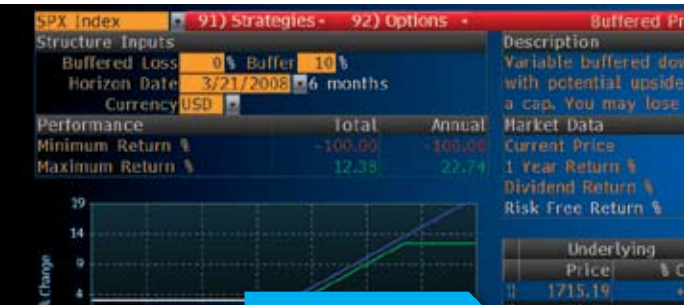 SPX Index 91) Strategies 92) Options Buffered Pr
Structure Inputs
Buffered Loss 0% Buffer 10%
Horizon Date 3/21/2008 6 months
Currency USD
Performance Total Annual
Minimum Return % -100.00 -100.00
Maximum Return % 12.38 22.74
Description
Variable buffered dow
with potential upside
a cap. You may lose
Market Data
Current Price
1 Year Return %
Dividend Return %
Risk Free Return %
19
14
9
4
% Change
Underlying
Price % C
1) 1715.19 +